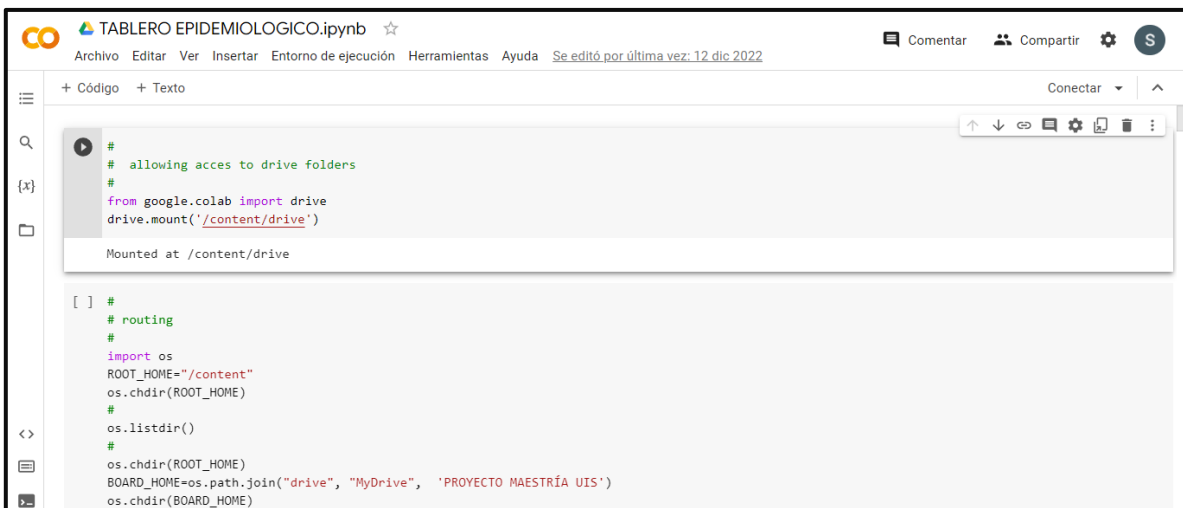 TABLERO EPIDEMIOLOGICO.ipynb
Comentar Compartir S
Archivo Editar Ver Insertar Entorno de ejecución Herramientas Ayuda Se editó por última vez: 12 dic 2022
+ Código + Texto Conectar
#
# allowing acces to drive folders
#
{x}
from google.colab import drive
drive.mount('/content/drive')
Mounted at /content/drive
[ ] #
# routing
#
import os
ROOT_HOME="/content"
os.chdir(ROOT_HOME)
#
os.listdir()
#
os.chdir(ROOT_HOME)
BOARD_HOME=os.path.join("drive", "MyDrive", 'PROYECTO MAESTRÍA UIS')
os.chdir(BOARD_HOME)